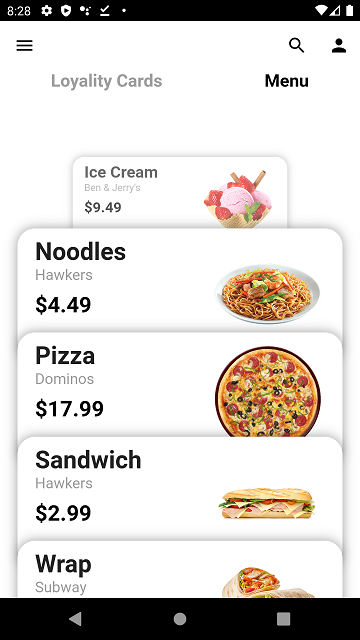 8:28
Loyality Cards Menu
Ice Cream
Ben & Jerry's
$9.49
Noodles
Hawkers
$4.49
Pizza
Dominos
$17.99
Sandwich
Hawkers
$2.99
Wrap
Subway